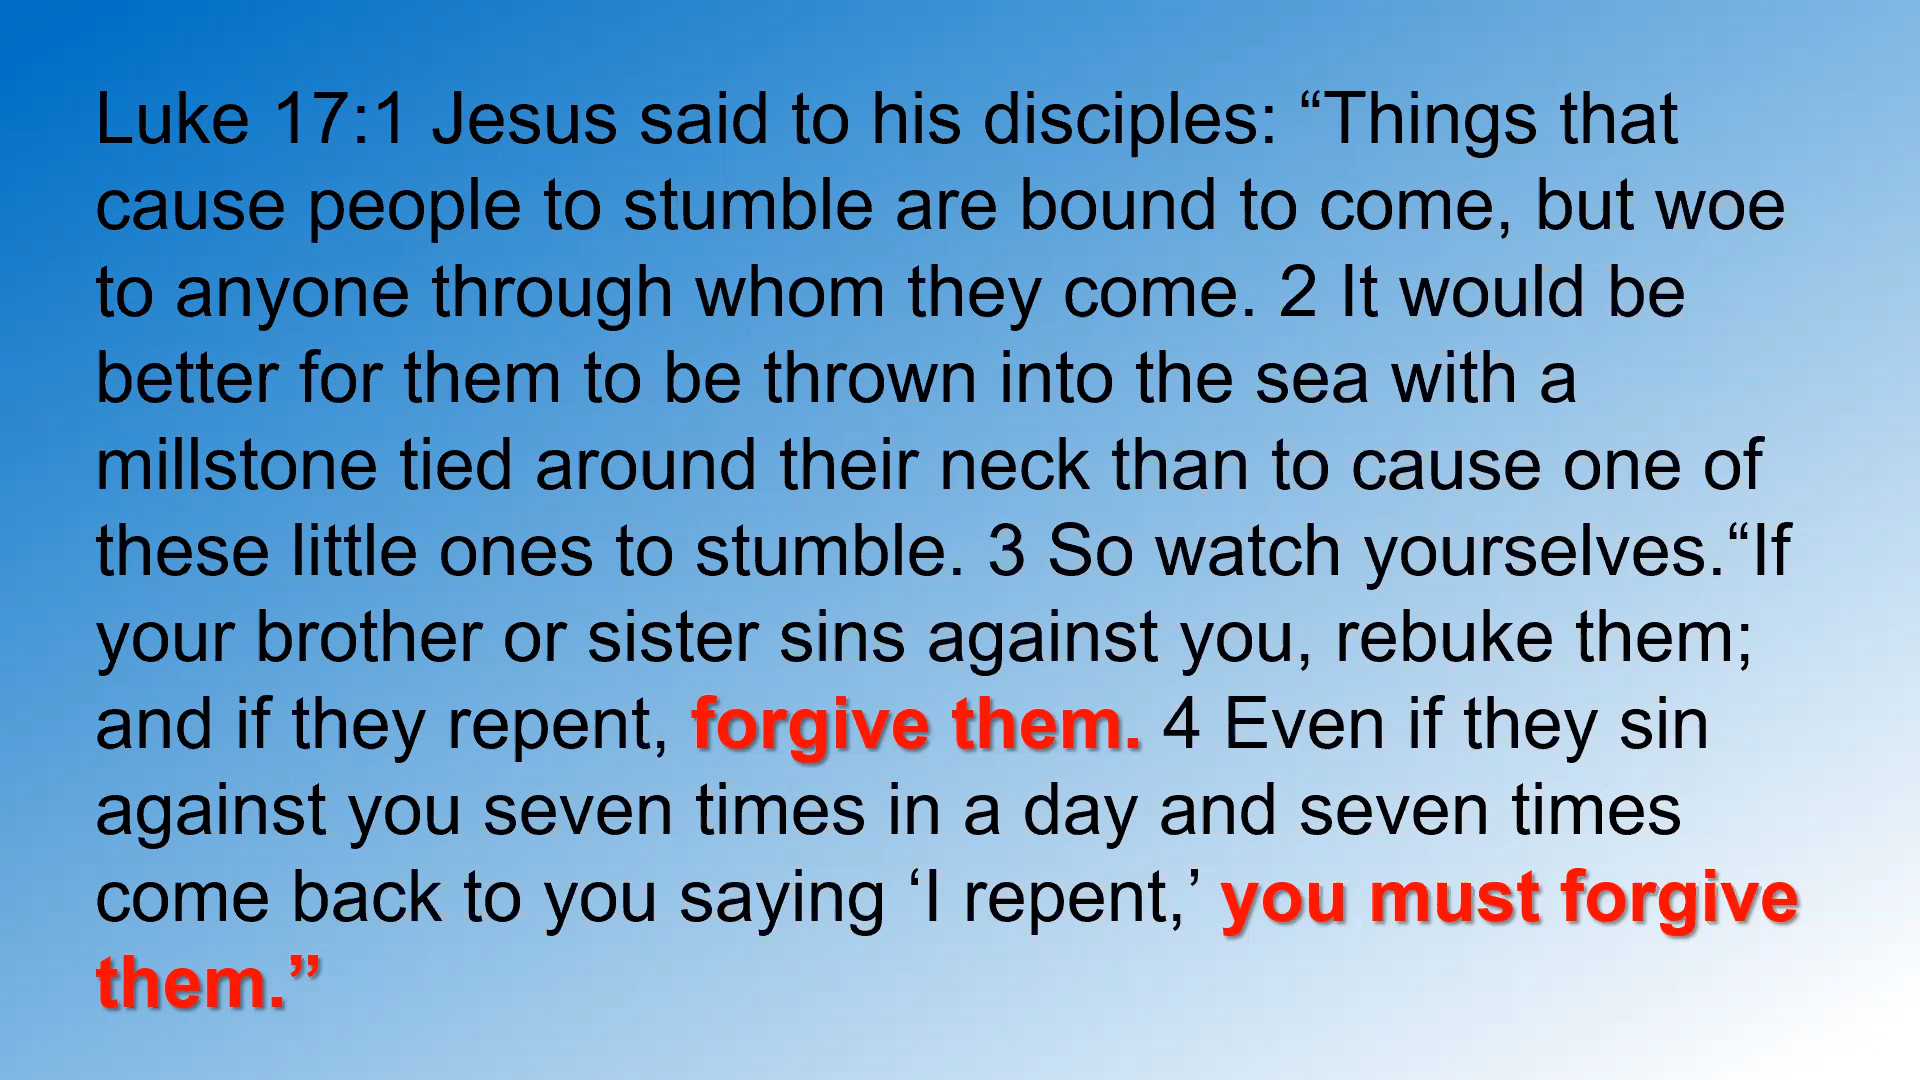 Luke 17:1 Jesus said to his disciples: “Things that
cause people to stumble are bound to come, but woe
to anyone through whom they come. 2 It would be
better for them to be thrown into the sea with a
millstone tied around their neck than to cause one of
these little ones to stumble. 3 So watch yourselves.“If
your brother or sister sins against you, rebuke them;
and if they repent, forgive them. 4 Even if they sin
against you seven times in a day and seven times
come back to you saying ‘I repent,’ you must forgive
them.”